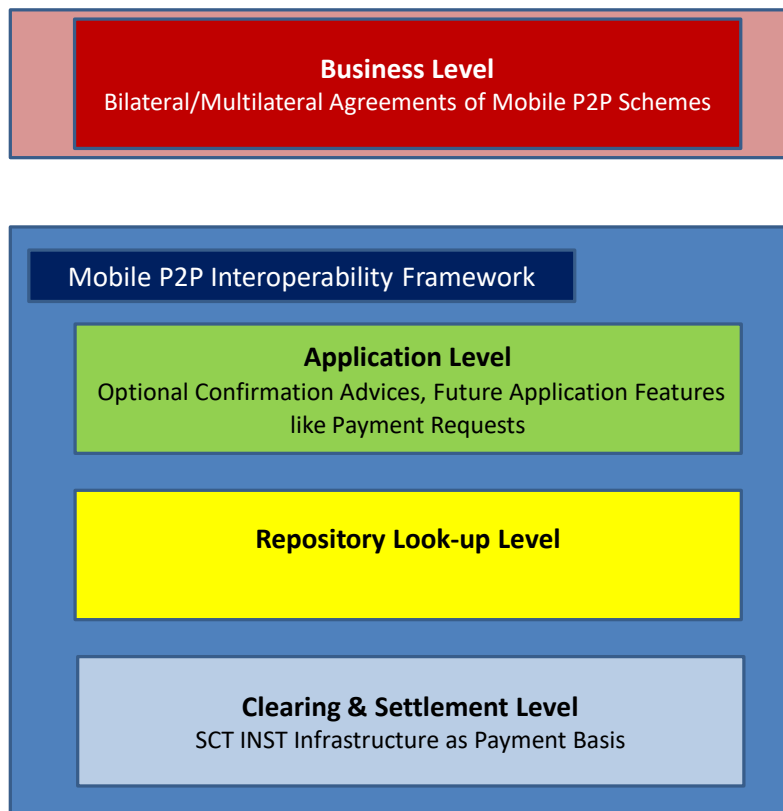 Business Level
Bilateral/Multilateral Agreements of Mobile P2P Schemes
Mobile P2P Interoperability Framework
Application Level
Optional Confirmation Advices, Future Application Features
like Payment Requests
Repository Look-up Level
Clearing & Settlement Level
SCT INST Infrastructure as Payment Basis